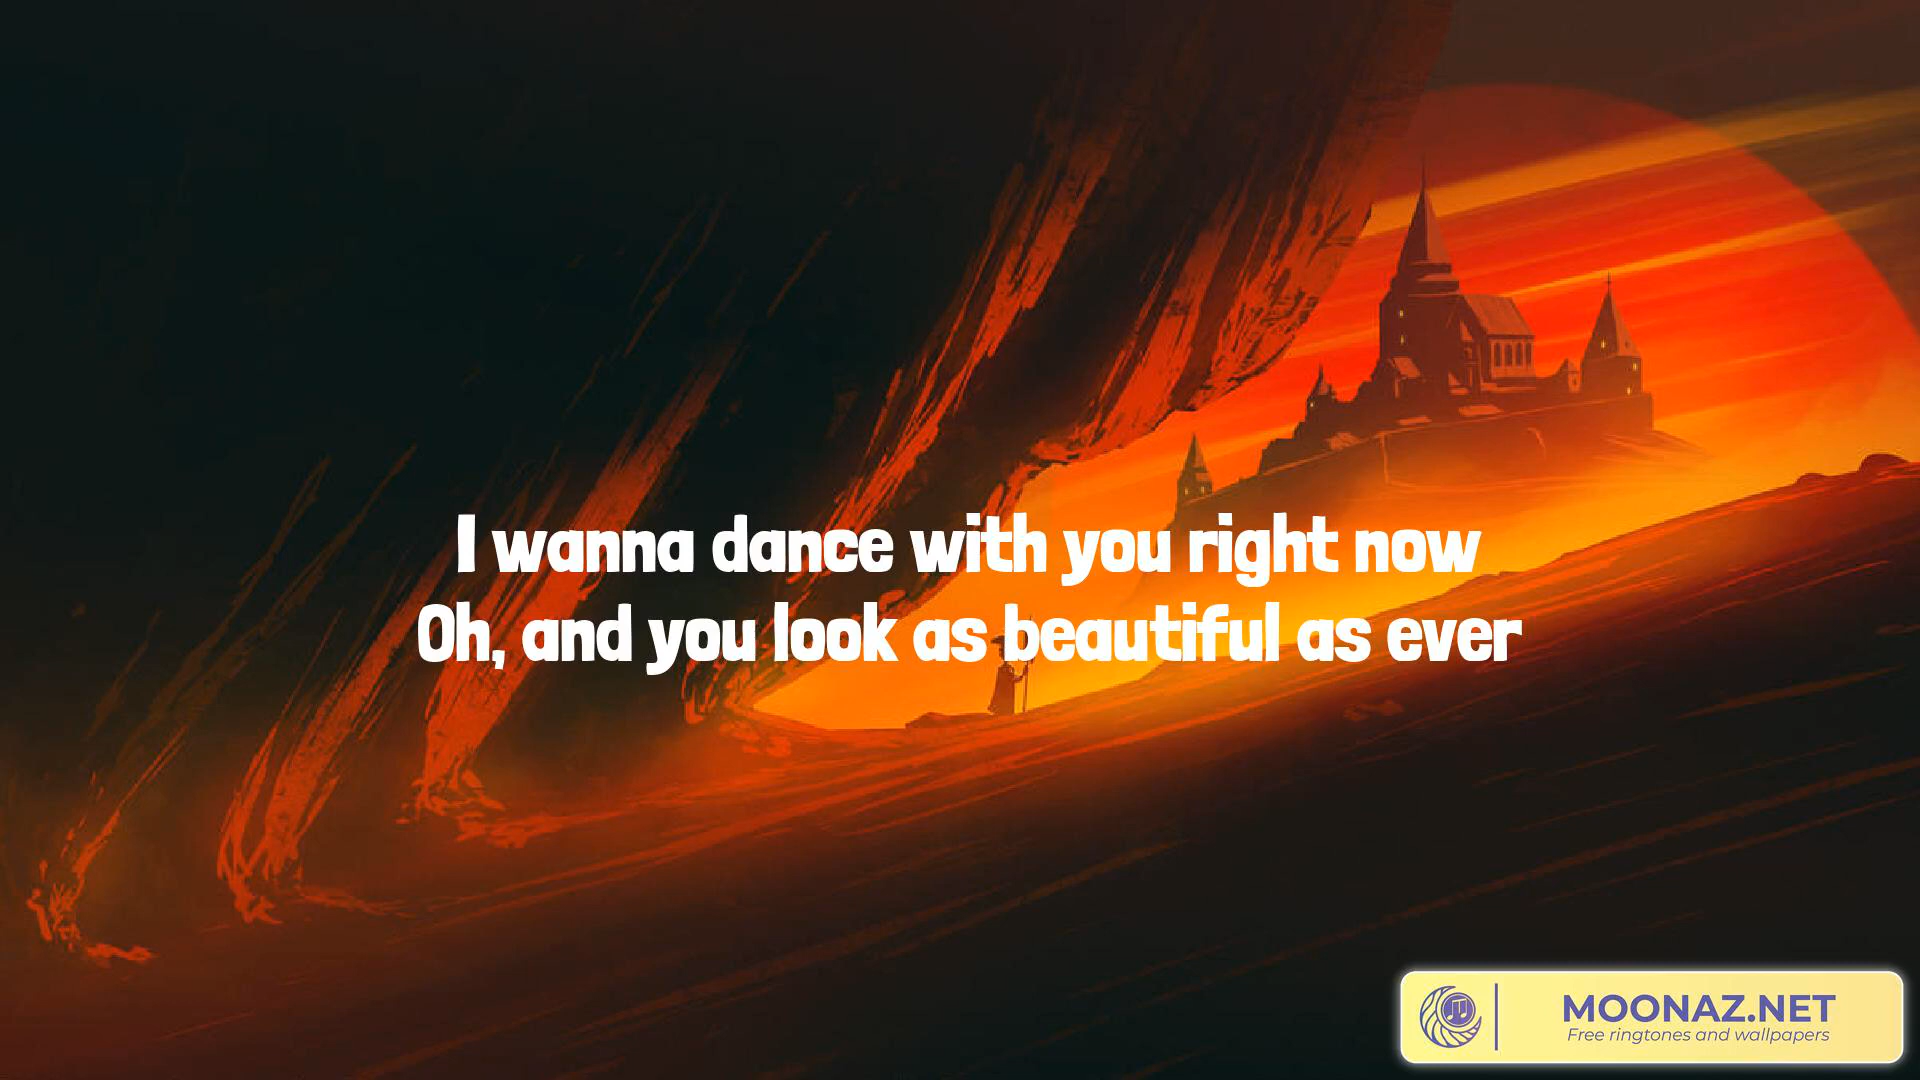 I wanna dance with you right now
Oh, and you look as beautiful as ever
MOONAZ.NET
Free ringtones and wallpapers